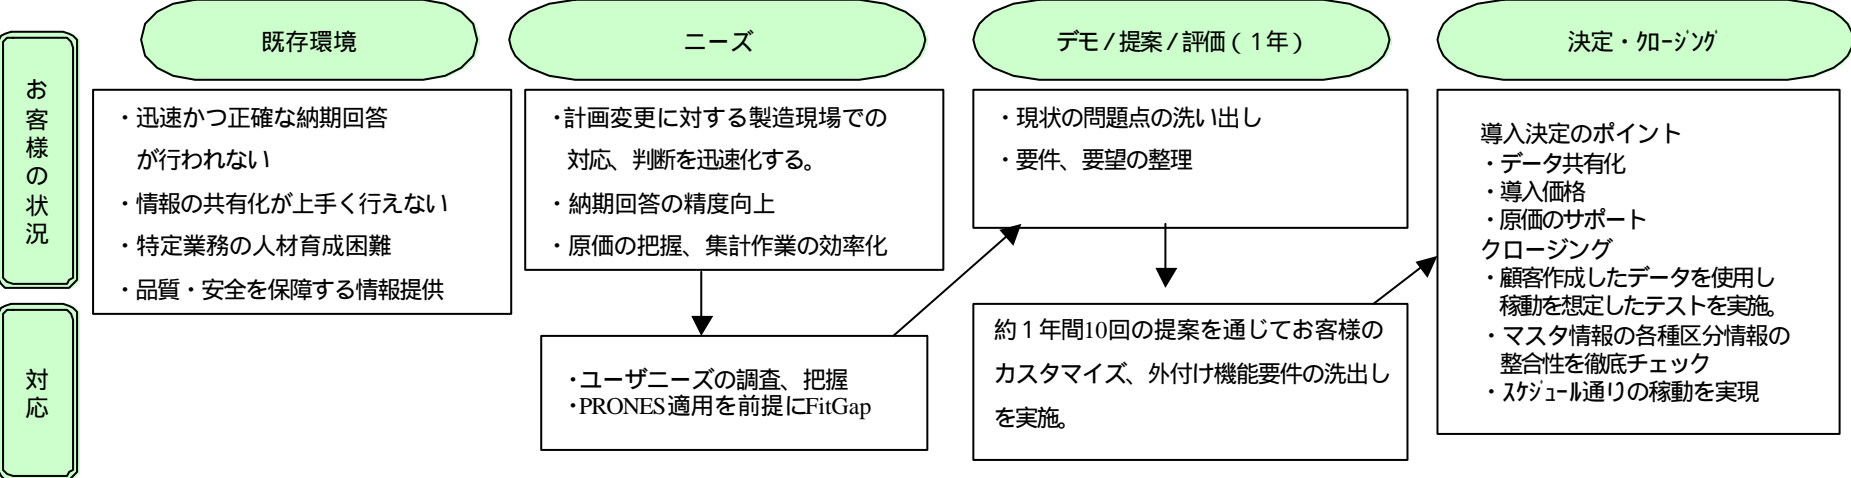 既存環境
ニーズ
デモ/提案/評価(1年)
決定・クロージング
お客様の状況
・迅速かつ正確な納期回答
が行われない
・情報の共有化が上手く行えない
・特定業務の人材育成困難
・品質・安全を保障する情報提供
・計画変更に対する製造現場での
対応、判断を迅速化する。
・納期回答の精度向上
・原価の把握、集計作業の効率化
・現状の問題点の洗い出し
・要件、要望の整理
導入決定のポイント
・データ共有化
・導入価格
・原価のサポート
クロージング
・顧客作成したデータを使用し
稼動を想定したテストを実施。
・マスタ情報の各種区分情報の
整合性を徹底チェック
・スケジュール通りの稼動を実現
対応
・ユーザニーズの調査、把握
・PRONES適用を前提にFitGap
約1年間10回の提案を通じてお客様の
カスタマイズ、外付け機能要件の洗出し
を実施。